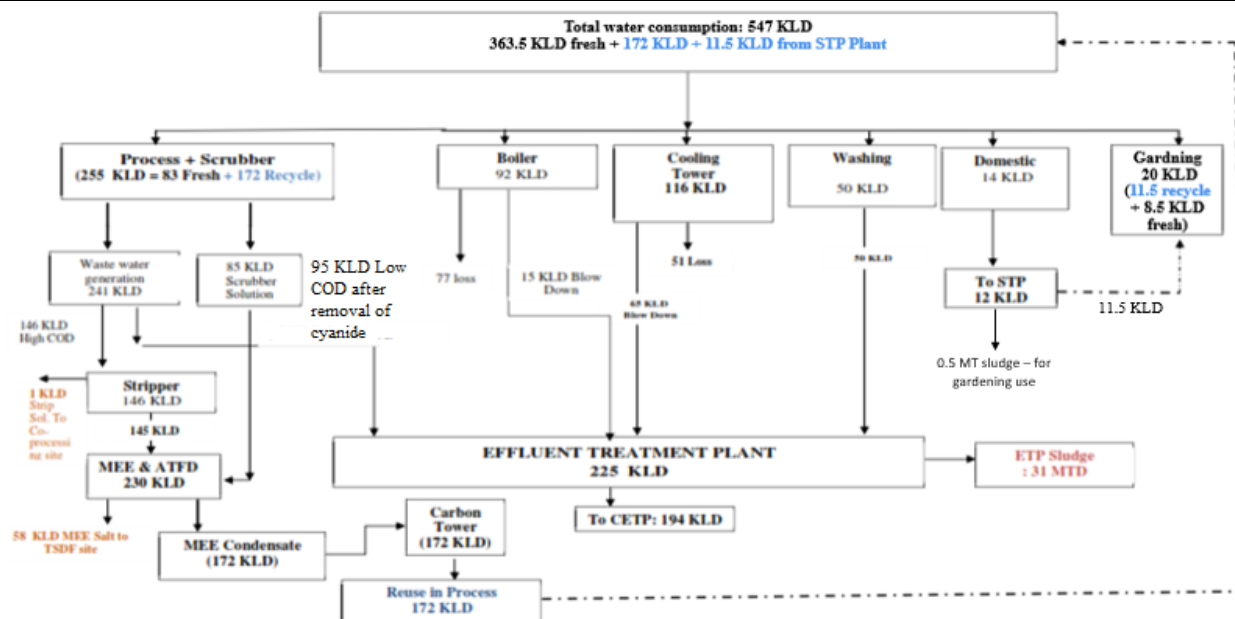 Total water consumption: 547 KLD
363.5 KLD fresh + 172 KLD + 11.5 KLD from STP Plant
Process + Scrubber
(255 KLD = 83 Fresh + 172 Recycle)
Boiler
92 KLD
Cooling
Tower
116 KLD
Washing
50 KLD
Domestic
14 KLD
Gardning
20 KLD
(11.5 recycle
+ 8.5 KLD
fresh)
Waste water
generation
241 KLD
85 KLD
Scrubber
Solution
95 KLD Low
COD after
removal of
cyanide
77 loss
15 KLD Blow
Down
51 Loss
65 KLD
Blow Down
50 KLD
To STP
12 KLD
11.5 KLD
0.5 MT sludge – for
gardening use
146 KLD
High COD
Stripper
146 KLD
1 KLD
Strip
Sol. To
Co-
processi
ng site
145 KLD
MEE & ATFD
230 KLD
EFFLUENT TREATMENT PLANT
225 KLD
ETP Sludge
: 31 MTD
To CETP: 194 KLD
58 KLD MEE Salt to
TSDF site
MEE Condensate
(172 KLD)
Carbon
Tower
(172 KLD)
Reuse in Process
172 KLD